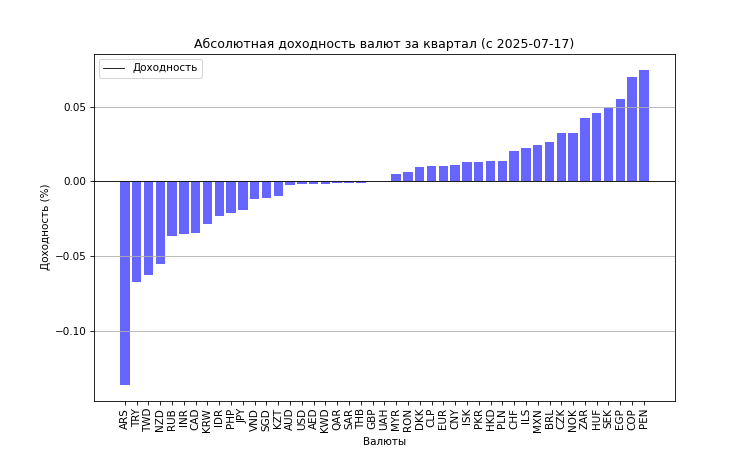 Абсолютная доходность валют за квартал (с 2025-07-17)
Доходность
0.05
0.00
−0.05
−0.10
Доходность (%)
ARS TRY TWD NZD RUB INR CAD KRW IDR PHP JPY VND SGD KZT AUD USD AED KWD QAR SAR THB GBP UAH MYR RON DKK CLP EUR CNY ISK PKR HKD PLN CHF ILS MXN BRL CZK NOK ZAR HUF SEK EGP COP PEN
Валюты